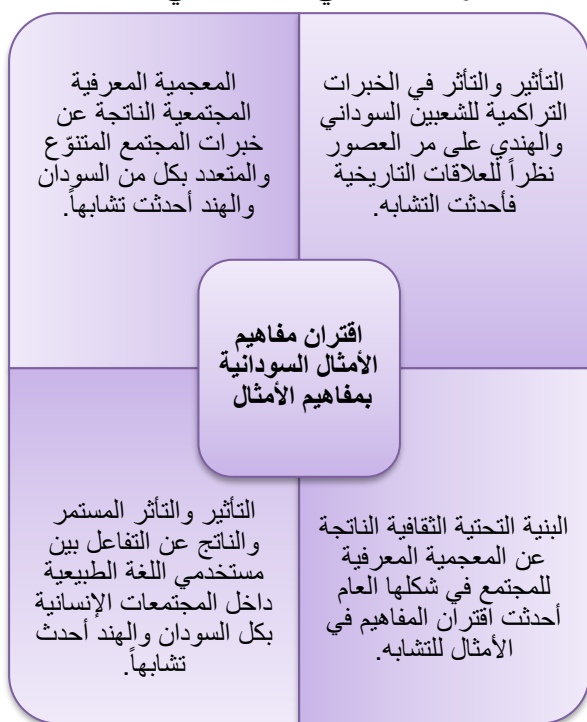 التأثير والتأثر في الخبرات
التراكمية للشعبين السوداني
والهندي على مر العصور
نظراً للعلاقات التاريخية
فأحدثت التشابه.
المعجمية المعرفية
المجتمعية الناتجة عن
خبرات المجتمع المتنوّع
والمتعدد بكل من السودان
والهند أحدثت تشابهاً.
اقتران مفاهيم
الأمثال السودانية
بمفاهيم الأمثال
البنية التحتية الثقافية الناتجة
عن المعجمية المعرفية
للمجتمع في شكلها العام
أحدثت اقتران المفاهيم في
الأمثال للتشابه.
التأثير والتأثر المستمر
والناتج عن التفاعل بين
مستخدمي اللغة الطبيعية
داخل المجتمعات الإنسانية
بكل السودان والهند أحدث
تشابهاً.